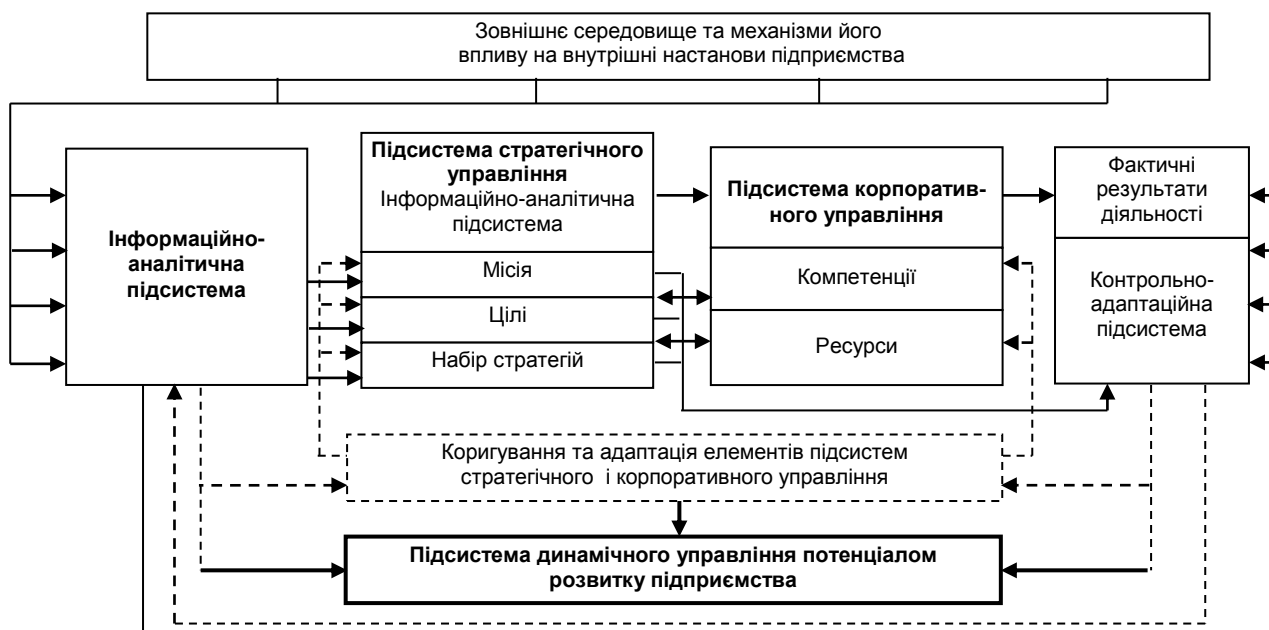 Зовнішнє середовище та механізми його
впливу на внутрішні настанови підприємства
Інформаційно-
аналітична
підсистема
Підсистема стратегічного
управління
Інформаційно-аналітична
підсистема
Місія
Цілі
Набір стратегій
Підсистема корпоратив-
ного управління
Компетенції
Ресурси
Фактичні
результати
діяльності
Контрольно-
адаптаційна
підсистема
Коригування та адаптація елементів підсистем
стратегічного і корпоративного управління
Підсистема динамічного управління потенціалом
розвитку підприємства